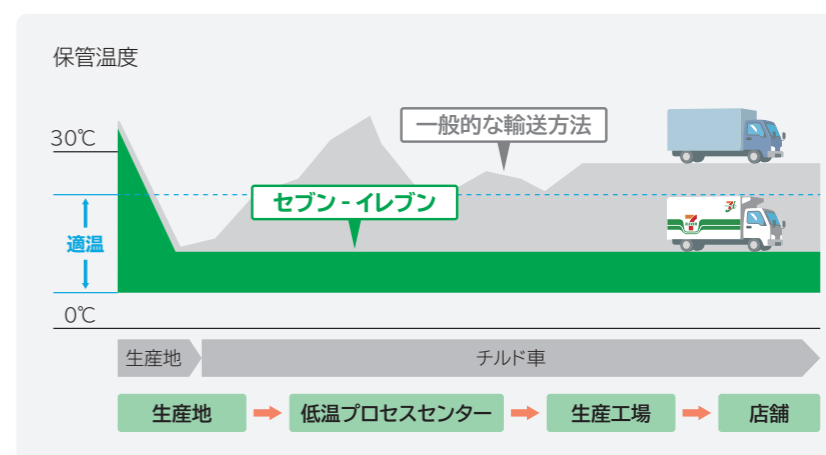 保管温度
30℃
一般的な輸送方法
セブン‐イレブン
適温
0℃
生産地
チルド車
生産地
低温プロセスセンター
生産工場
店舗